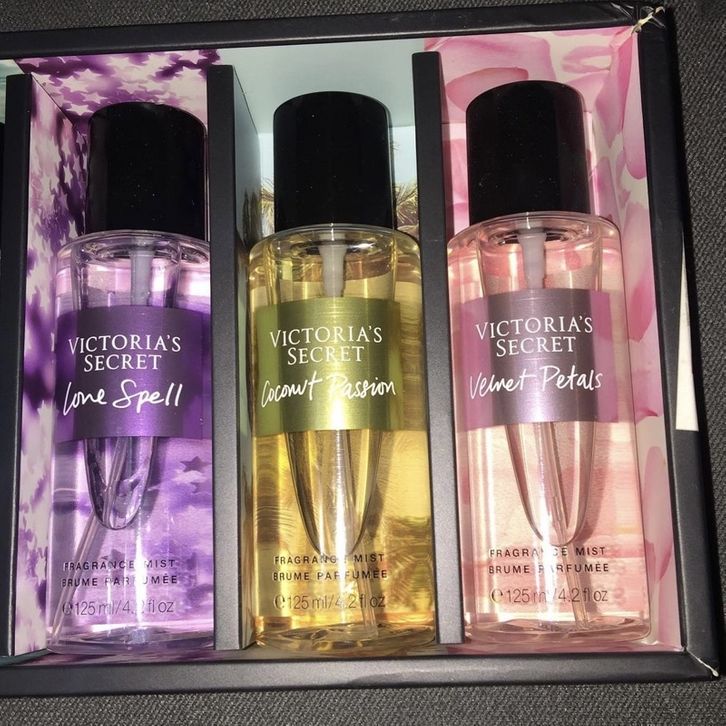 VICTORIA'S
SECRET
Love Spell
FRAGRANCE MIST
BRUME PARFUMÉE
℮125 ml/4.2 fl oz
VICTORIA'S
SECRET
Coconut Passion
FRAGRANCE MIST
BRUME PARFUMÉE
℮125 ml/4.2 fl oz
VICTORIA'S
SECRET
Velvet Petals
FRAGRANCE MIST
BRUME PARFUMÉE
℮125 ml/4.2 fl oz